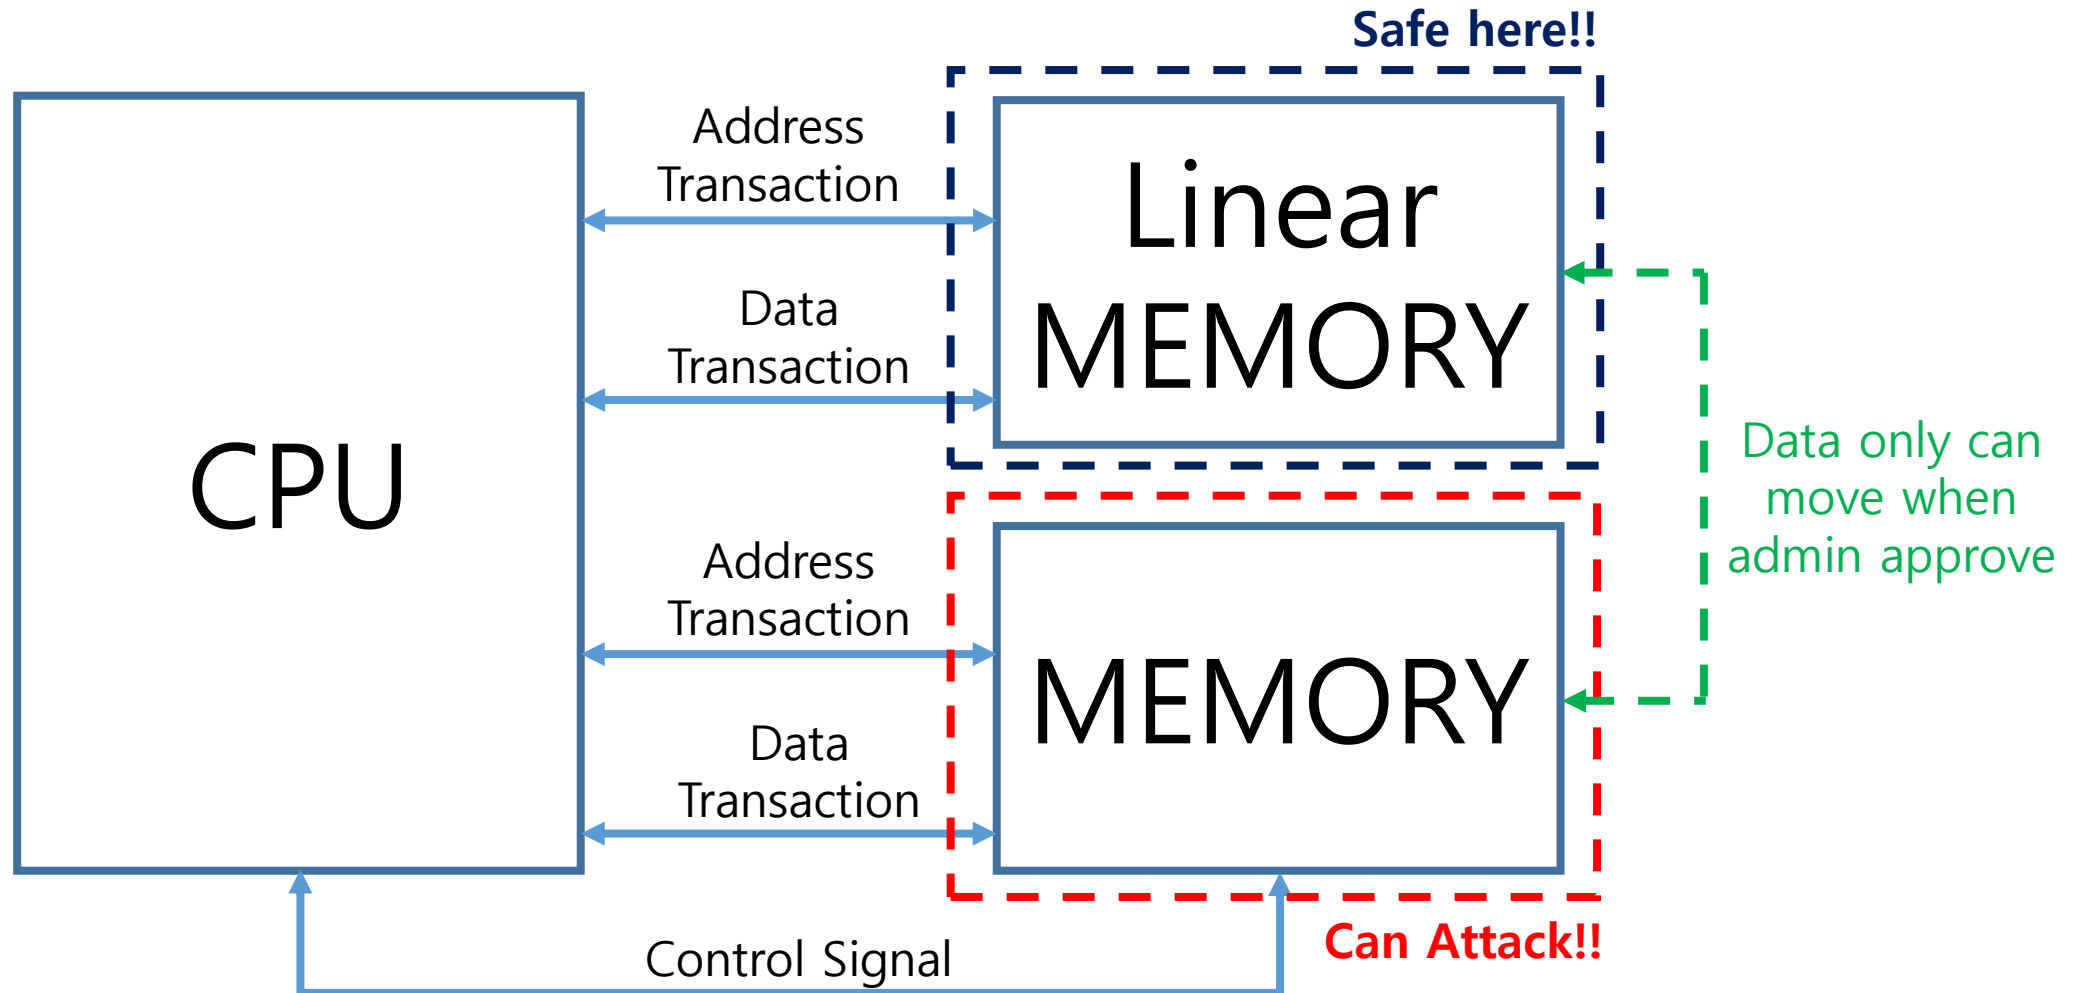 Safe here!!
Address
Transaction
Linear
MEMORY
Data
Transaction
CPU
Data only can
move when
admin approve
Address
Transaction
MEMORY
Data
Transaction
Can Attack!!
Control Signal